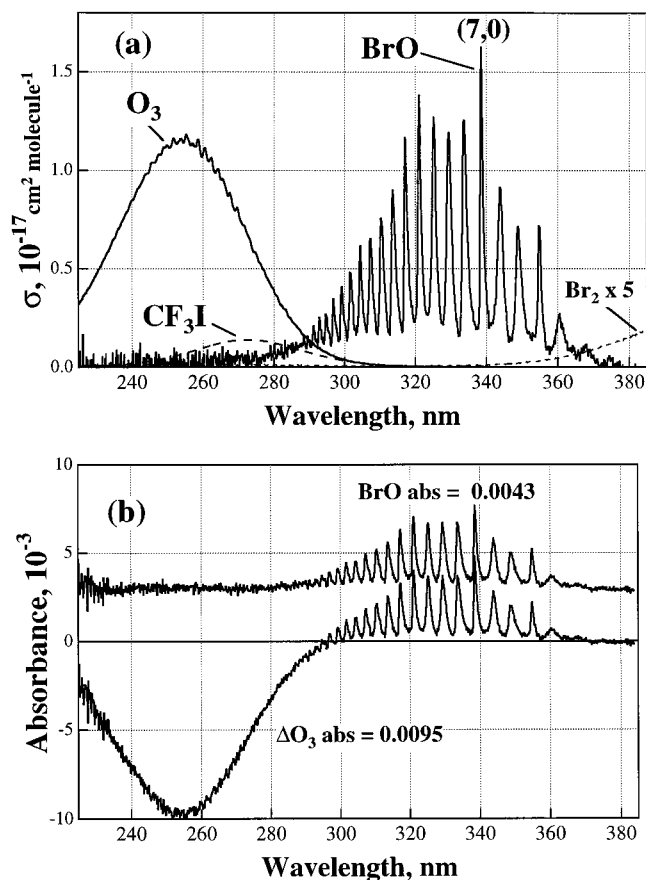 (a)
(7,0)
BrO
O₃
CF₃I
Br₂ x 5
1.5
1.0
0.5
0.0
σ, 10⁻¹⁷ cm² molecule⁻¹
240 260 280 300 320 340 360 380
Wavelength, nm
(b)
BrO abs = 0.0043
ΔO₃ abs = 0.0095
10
5
0
-5
-10
Absorbance, 10⁻³
240 260 280 300 320 340 360 380
Wavelength, nm